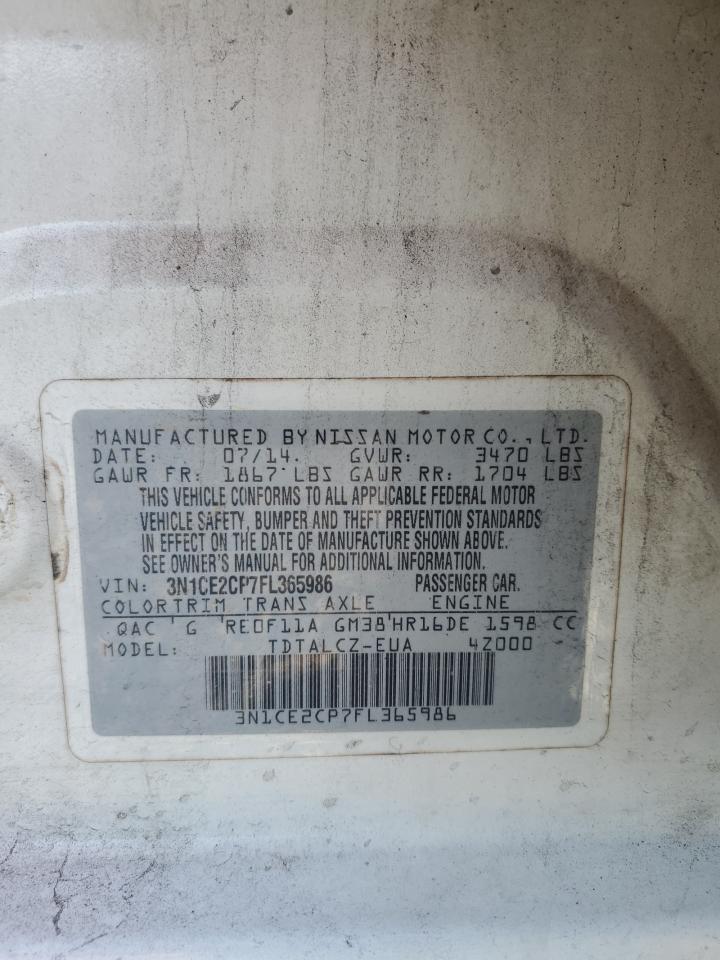 MANUFACTURED BY NISSAN MOTOR CO., LTD.
DATE: 07/14. GVWR: 3470 LBS
GAWR FR: 1867 LBS GAWR RR: 1704 LBS
THIS VEHICLE CONFORMS TO ALL APPLICABLE FEDERAL MOTOR
VEHICLE SAFETY, BUMPER AND THEFT PREVENTION STANDARDS
IN EFFECT ON THE DATE OF MANUFACTURE SHOWN ABOVE.
SEE OWNER'S MANUAL FOR ADDITIONAL INFORMATION.
VIN: 3N1CE2CP7FL365986 PASSENGER CAR.
COLORTRIM TRANS AXLE ENGINE
QAC G RE0F11A GM38 HR16DE 1598 CC
MODEL: TDTALCZ-EUA 4Z000 -
3N1CE2CP7FL365986